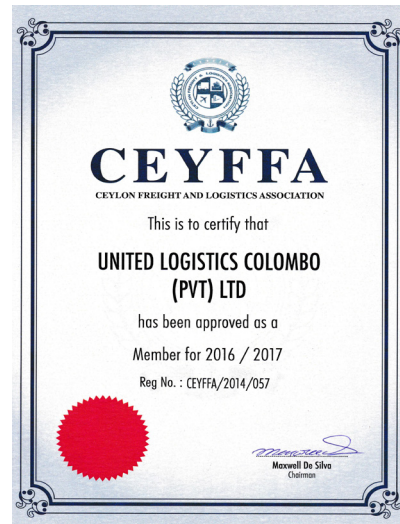 CEYFFA
CEYLON FREIGHT AND LOGISTICS ASSOCIATION
This is to certify that
UNITED LOGISTICS COLOMBO
(PVT) LTD
has been approved as a
Member for 2016 / 2017
Reg No. : CEYFFA/2014/057
Maxwell De Silva
Chairman